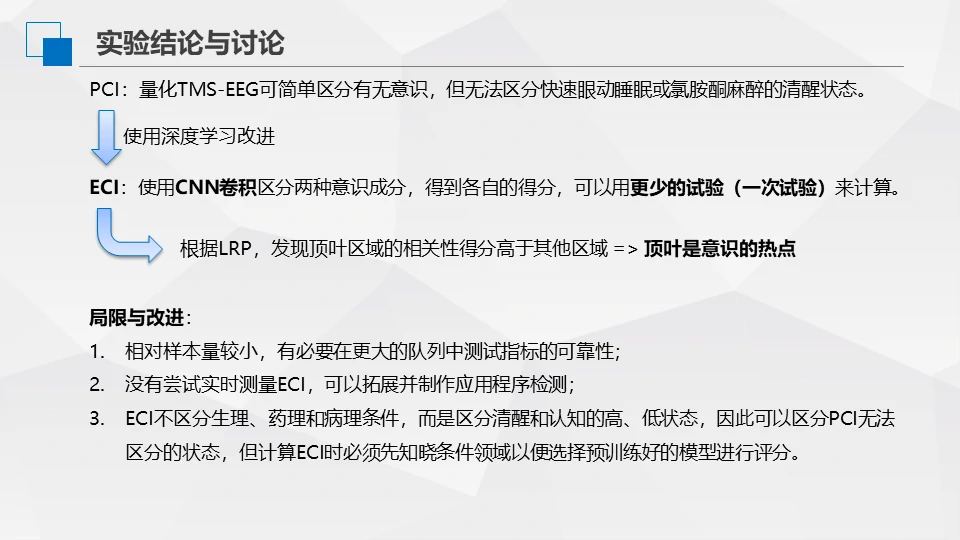 实验结论与讨论
PCI：量化TMS-EEG可简单区分有无意识，但无法区分快速眼动睡眠或氯胺酮麻醉的清醒状态。
使用深度学习改进
ECI：使用CNN卷积区分两种意识成分，得到各自的得分，可以用更少的试验（一次试验）来计算。
根据LRP，发现顶叶区域的相关性得分高于其他区域 => 顶叶是意识的热点
局限与改进：
1. 相对样本量较小，有必要在更大的队列中测试指标的可靠性；
2. 没有尝试实时测量ECI，可以拓展并制作应用程序检测；
3. ECI不区分生理、药理和病理条件，而是区分清醒和认知的高、低状态，因此可以区分PCI无法
区分的状态，但计算ECI时必须先知晓条件领域以便选择预训练好的模型进行评分。